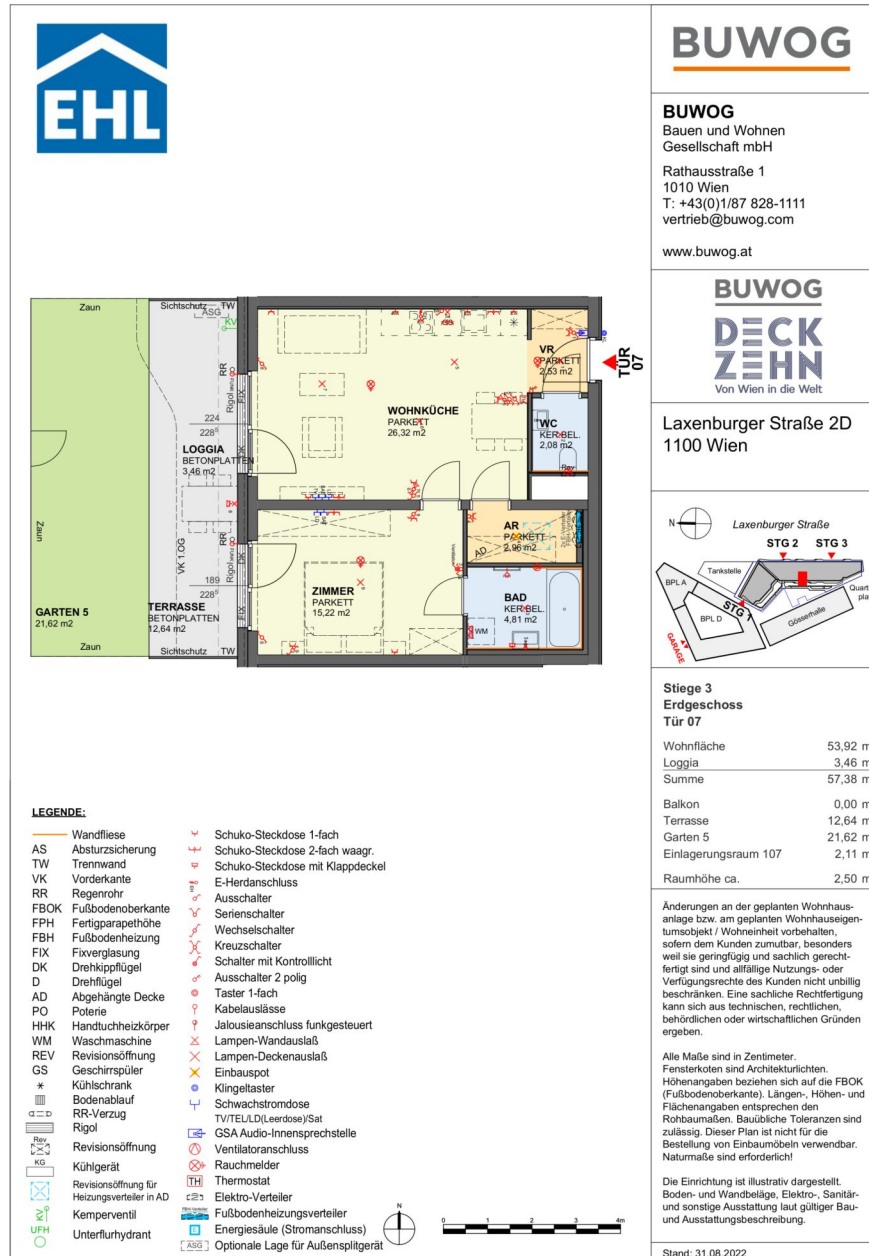 EHL
BUWOG
BUWOG
Bauen und Wohnen
Gesellschaft mbH
Rathausstraße 1
1010 Wien
T: +43(0)1/87 828-1111
vertrieb@buwog.com
www.buwog.at
BUWOG
DECK
ZEHN
Von Wien in die Welt
Laxenburger Straße 2D
1100 Wien
N
Laxenburger Straße
STG 2
STG 3
Tankstelle
BPL A
BPL D
STG 1
Gösserhalle
GARAGE
Zaun
Sichtschutz
TW
ASG
KV
RR
Rigol
FIX
224
228⁵
DK
LOGGIA
BETONPLATTEN
3,46 m2
WOHNKÜCHE
PARKETT
26,32 m2
VR
PARKETT
2,53 m2
TÜR
07
WC
KER.BEL.
2,08 m2
Rev
Zaun
VK 1.OG
RR
Rigol
DK
189
228⁵
FIX
GARTEN 5
21,62 m2
TERRASSE
BETONPLATTEN
12,64 m2
ZIMMER
PARKETT
15,22 m2
AR
PARKETT
2,96 m2
AD
BAD
KER.BEL.
4,81 m2
WM
Zaun
Sichtschutz
TW
Stiege 3
Erdgeschoss
Tür 07
Wohnfläche 53,92 m
Loggia 3,46 m
Summe 57,38 m
Balkon 0,00 m
Terrasse 12,64 m
Garten 5 21,62 m
Einlagerungsraum 107 2,11 m
Raumhöhe ca. 2,50 m
Änderungen an der geplanten Wohnhaus-
anlage bzw. am geplanten Wohnhauseigen-
tumsobjekt / Wohneinheit vorbehalten,
sofern dem Kunden zumutbar, besonders
weil sie geringfügig und sachlich gerecht-
fertigt sind und allfällige Nutzungs- oder
Verfügungsrechte des Kunden nicht unbillig
beschränken. Eine sachliche Rechtfertigung
kann sich aus technischen, rechtlichen,
behördlichen oder wirtschaftlichen Gründen
ergeben.
Alle Maße sind in Zentimeter.
Fensterkoten sind Architekturlichten.
Höhenangaben beziehen sich auf die FBOK
(Fußbodenoberkante). Längen-, Höhen- und
Flächenangaben entsprechen den
Rohbaumaßen. Bauübliche Toleranzen sind
zulässig. Dieser Plan ist nicht für die
Bestellung von Einbaumöbeln verwendbar.
Naturmaße sind erforderlich!
Die Einrichtung ist illustrativ dargestellt.
Boden- und Wandbeläge, Elektro-, Sanitär-
und sonstige Ausstattung laut gültiger Bau-
und Ausstattungsbeschreibung.
Stand: 31.08.2022
LEGENDE:
Wandfliese
AS Absturzsicherung
TW Trennwand
VK Vorderkante
RR Regenrohr
FBOK Fußbodenoberkante
FPH Fertigparapethöhe
FBH Fußbodenheizung
FIX Fixverglasung
DK Drehkippflügel
D Drehflügel
AD Abgehängte Decke
PO Poterie
HHK Handtuchheizkörper
WM Waschmaschine
REV Revisionsöffnung
GS Geschirrspüler
* Kühlschrank
Bodenablauf
RR-Verzug
Rigol
Rev Revisionsöffnung
KG Kühlgerät
Revisionsöffnung für
Heizungsverteiler in AD
KV Kemperventil
UFH Unterflurhydrant
Schuko-Steckdose 1-fach
Schuko-Steckdose 2-fach waagr.
Schuko-Steckdose mit Klappdeckel
E-Herdanschluss
Ausschalter
Serienschalter
Wechselschalter
Kreuzschalter
Schalter mit Kontrolllicht
Ausschalter 2 polig
Taster 1-fach
Kabelauslässe
Jalousieanschluss funkgesteuert
Lampen-Wandauslaß
Lampen-Deckenauslaß
Einbauspot
Klingeltaster
Schwachstromdose
TV/TEL/LD(Leerdose)/Sat
GSA Audio-Innensprechstelle
Ventilatoranschluss
Rauchmelder
TH Thermostat
Elektro-Verteiler
Fußbodenheizungsverteiler
Energiesäule (Stromanschluss)
ASG Optionale Lage für Außensplitgerät
N
0 1 2 3 4m